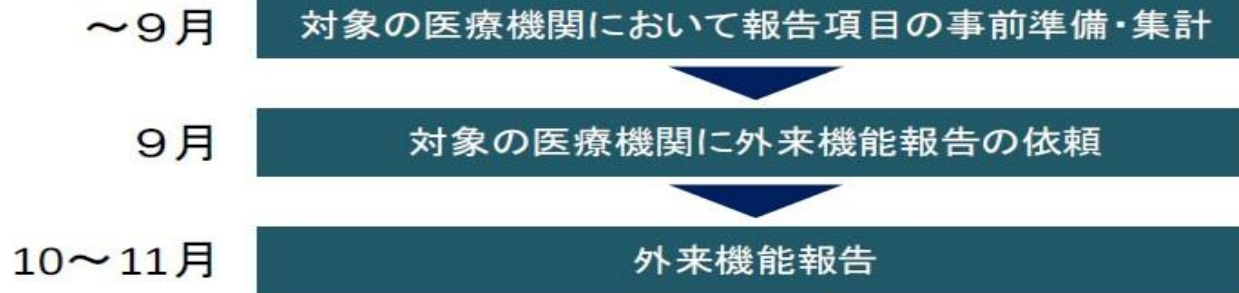 ～９月
対象の医療機関において報告項目の事前準備・集計
９月
対象の医療機関に外来機能報告の依頼
10～11月
外来機能報告